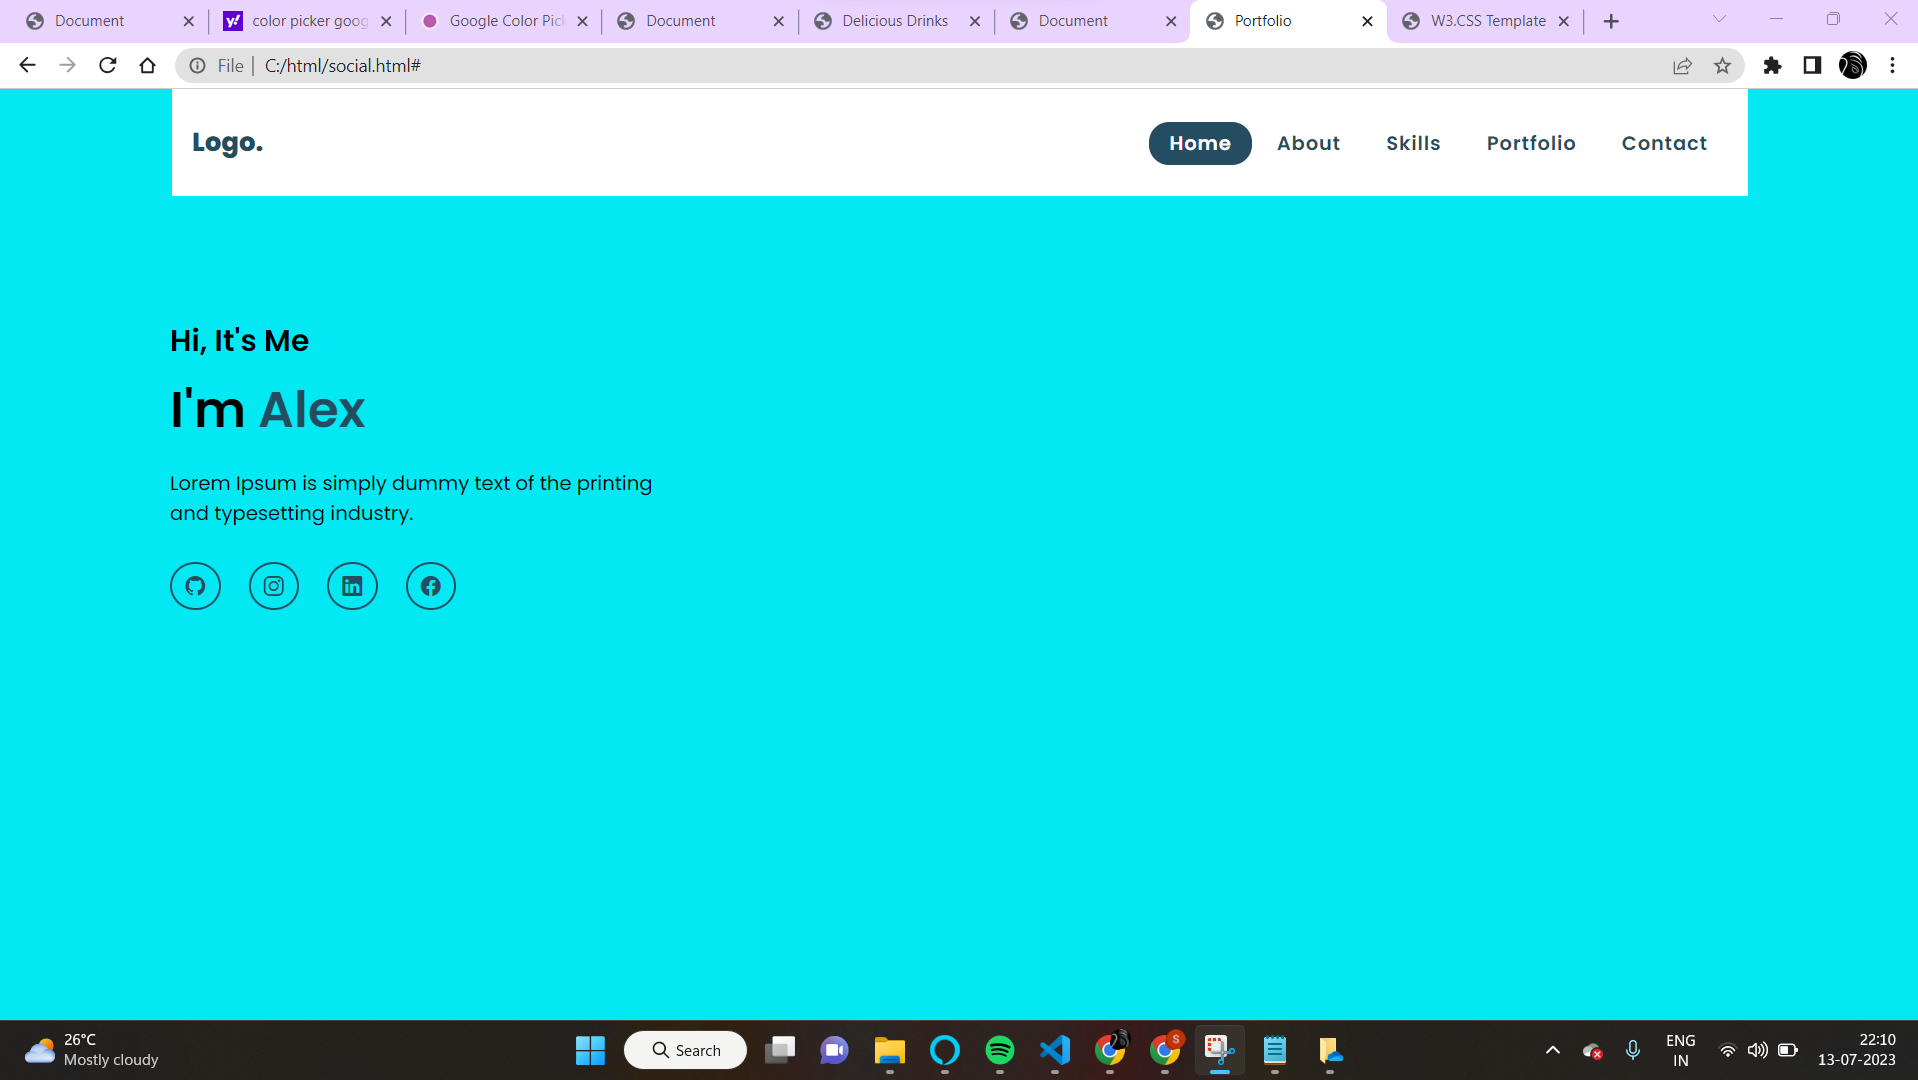 Document
color picker goog
Google Color Pick
Document
Delicious Drinks
Document
Portfolio
W3.CSS Template
File
C:/html/social.html#
Logo.
Home
About
Skills
Portfolio
Contact
Hi, It's Me
I'm Alex
Lorem Ipsum is simply dummy text of the printing
and typesetting industry.
26°C
Mostly cloudy
Search
S
ENG
IN
22:10
13-07-2023